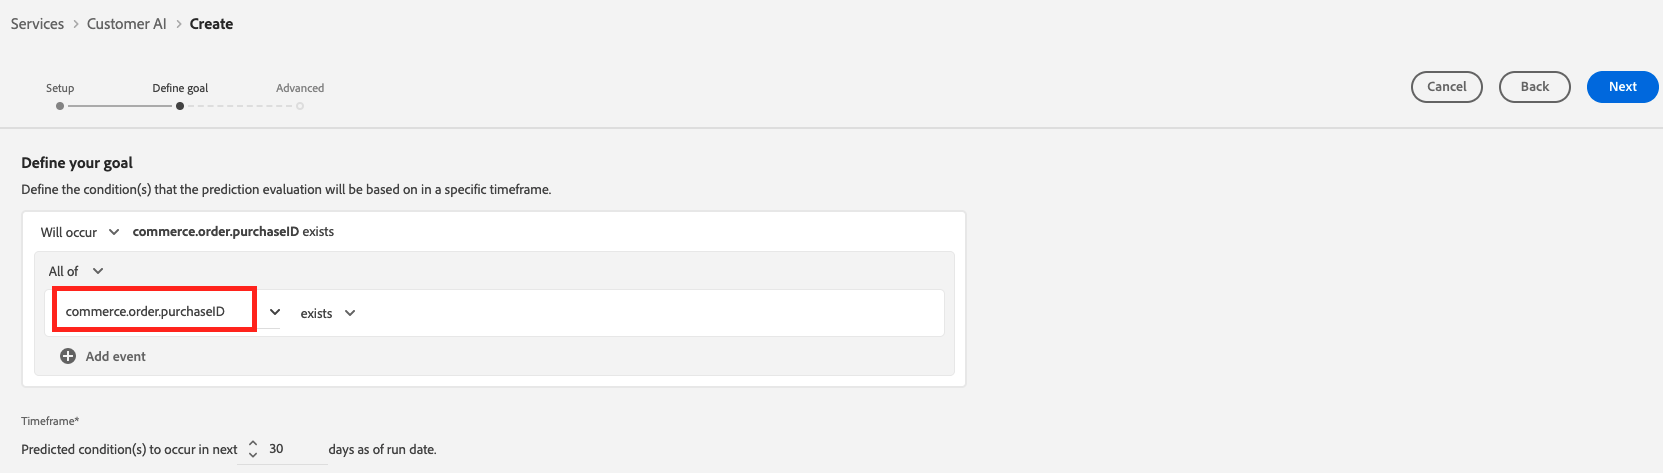 Services > Customer AI > Create
Setup Define goal Advanced
Cancel Back Next
Define your goal
Define the condition(s) that the prediction evaluation will be based on in a specific timeframe.
Will occur commerce.order.purchaseID exists
All of
commerce.order.purchaseID exists
Add event
Timeframe*
Predicted condition(s) to occur in next 30 days as of run date.